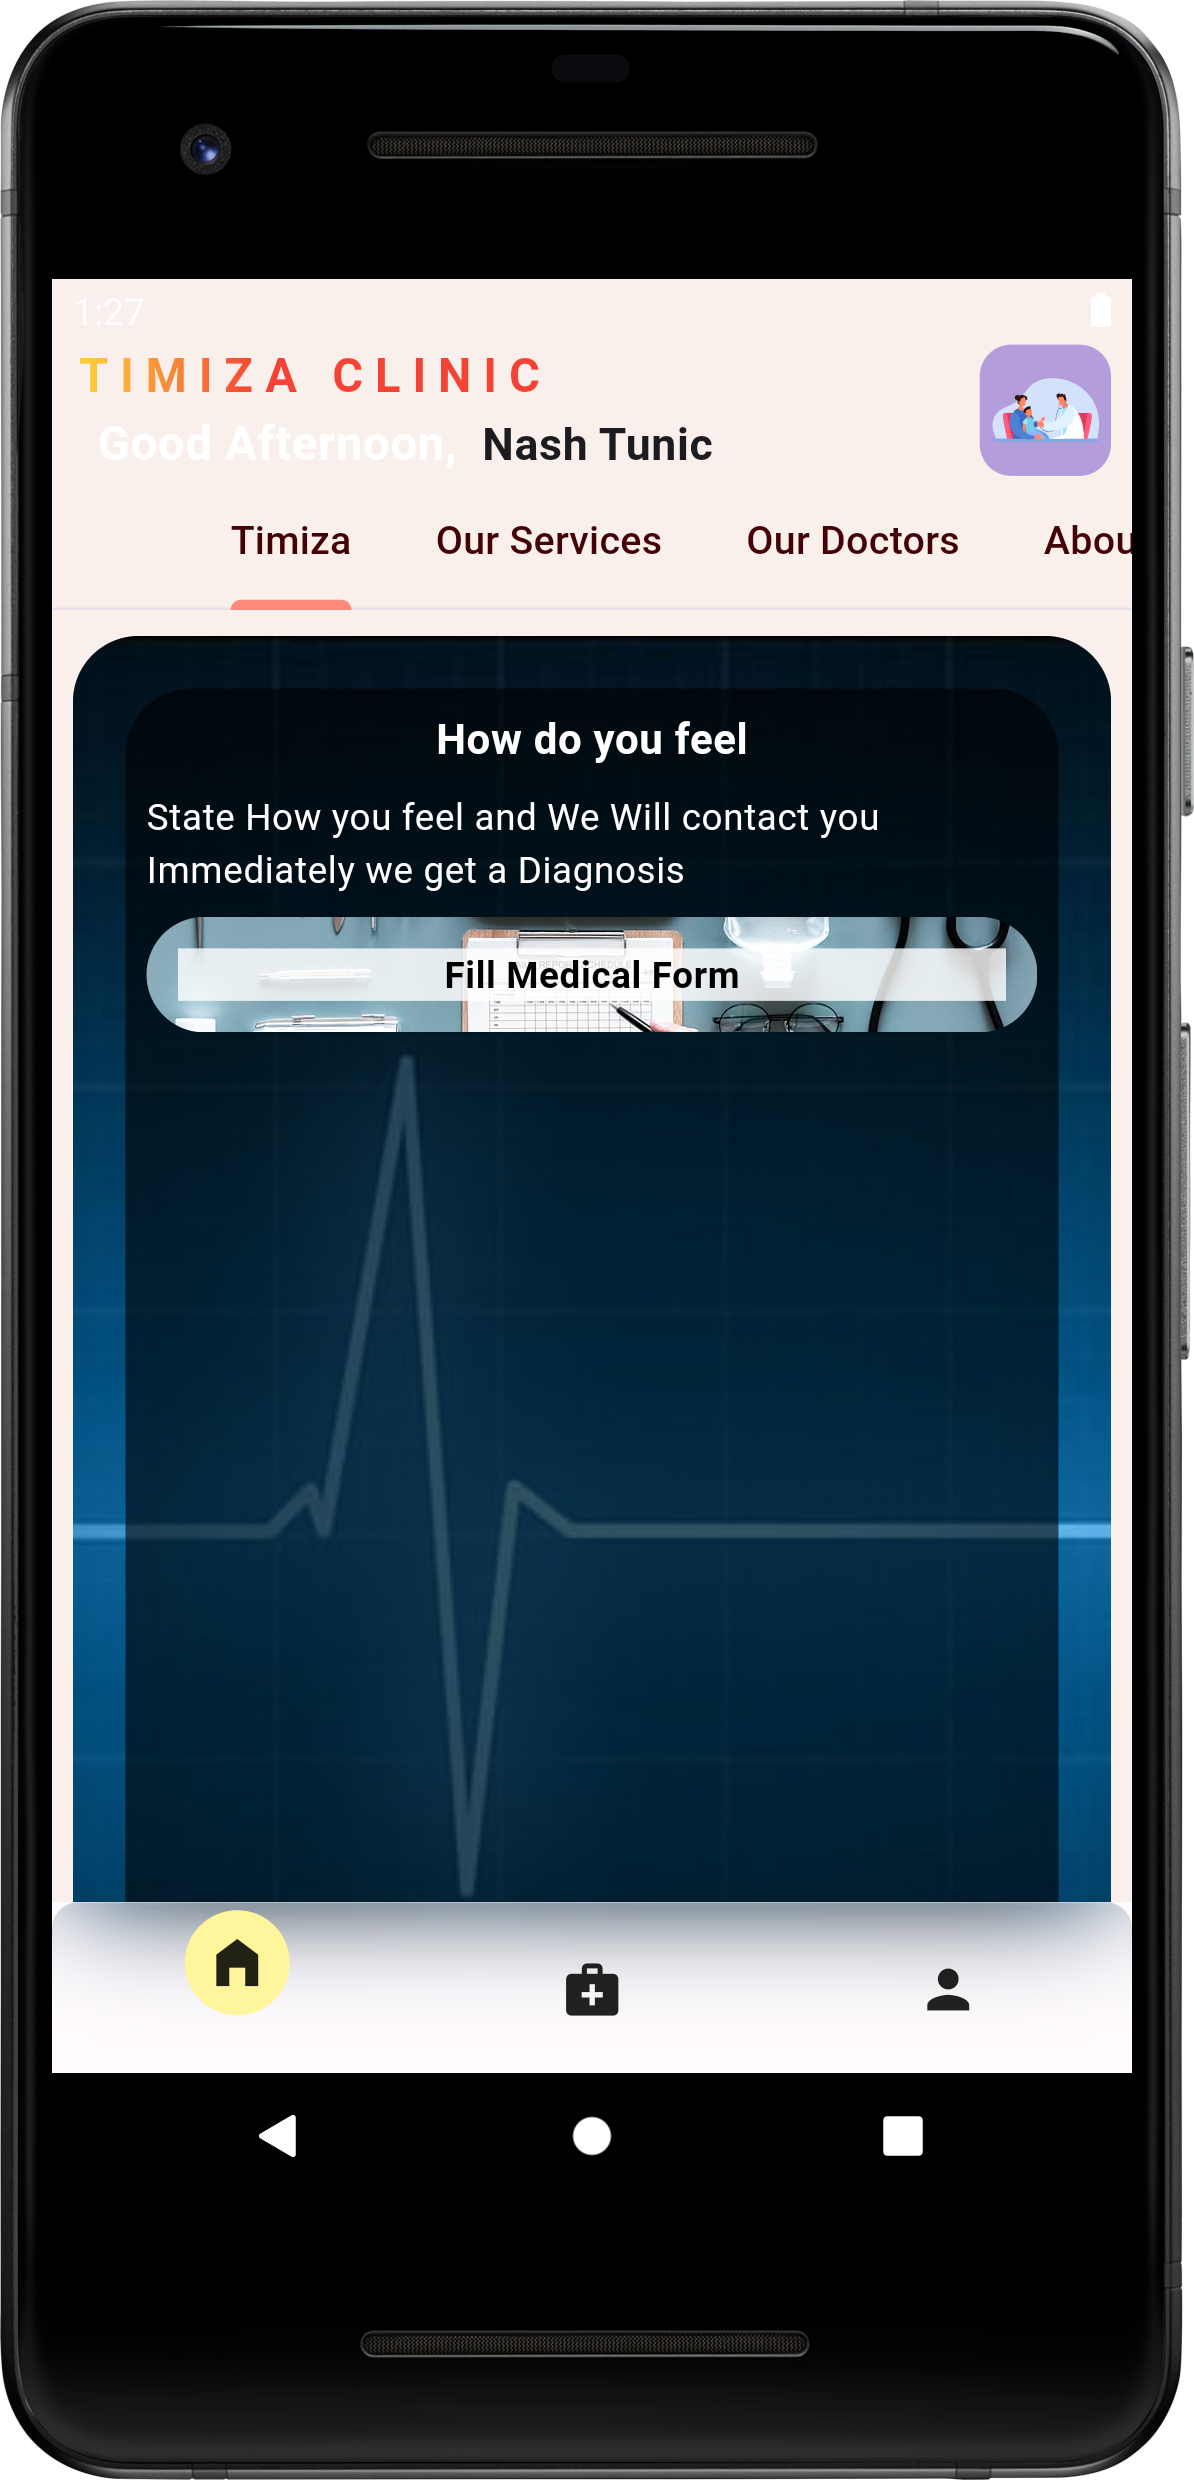 1:27
TIMIZA CLINIC
Good Afternoon, Nash Tunic
Timiza Our Services Our Doctors Abou
How do you feel
State How you feel and We Will contact you
Immediately we get a Diagnosis
Fill Medical Form